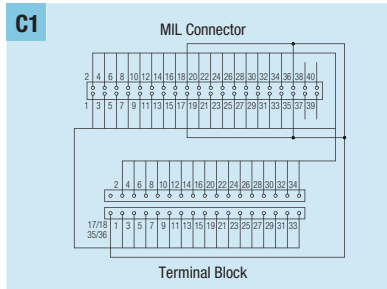 C1
MIL Connector
2 4 6 8 10 12 14 16 18 20 22 24 26 28 30 32 34 36 38 40
1 3 5 7 9 11 13 15 17 19 21 23 25 27 29 31 33 35 37 39
2 4 6 8 10 12 14 16 20 22 24 26 28 30 32 34
17/18
35/36
1 3 5 7 9 11 13 15 19 21 23 25 27 29 31 33
Terminal Block